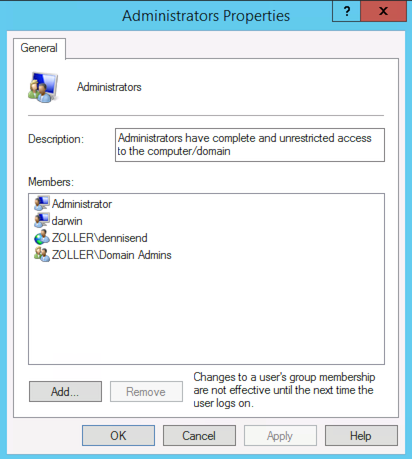 Administrators Properties
?
x
General
Administrators
Description:
Administrators have complete and unrestricted access
to the computer/domain
Members:
Administrator
darwin
ZOLLER\dennisend
ZOLLER\Domain Admins
Add...
Remove
Changes to a user's group membership
are not effective until the next time the
user logs on.
OK
Cancel
Apply
Help